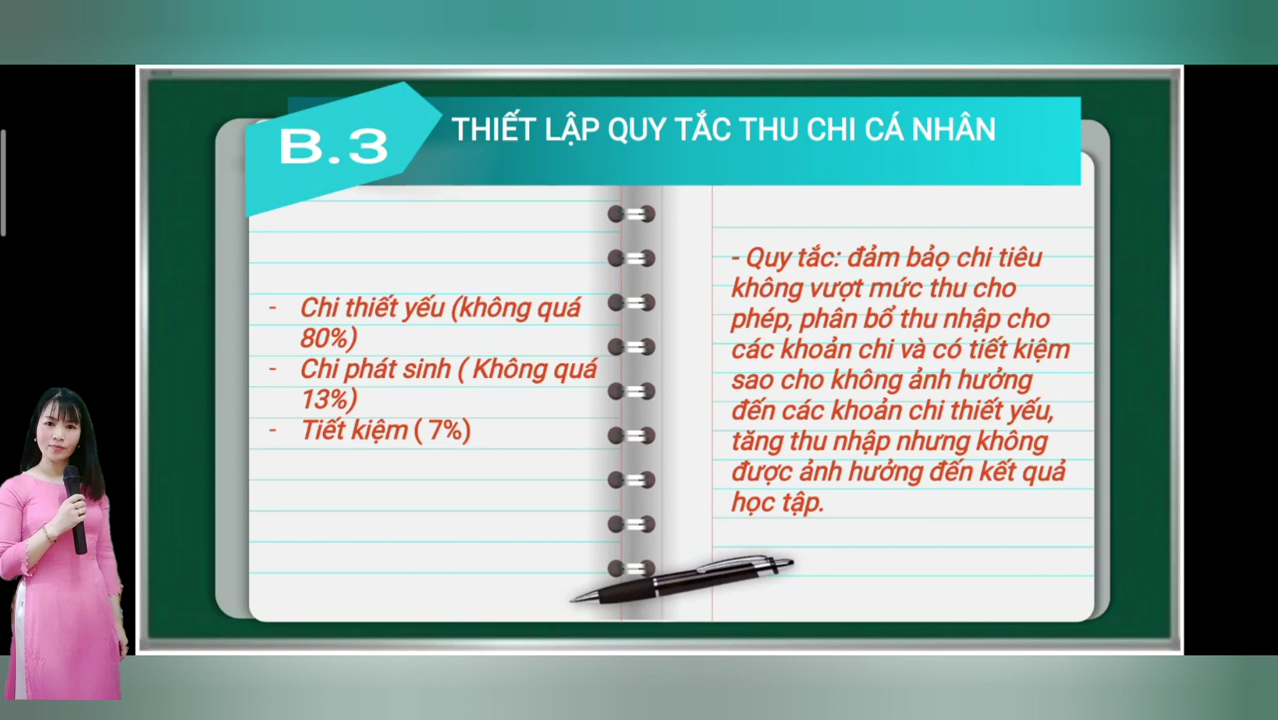 B.3
THIẾT LẬP QUY TẮC THU CHI CÁ NHÂN
- Chi thiết yếu (không quá
80%)
- Chi phát sinh ( Không quá
13%)
- Tiết kiệm ( 7%)
- Quy tắc: đảm bảo chi tiêu
không vượt mức thu cho
phép, phân bổ thu nhập cho
các khoản chi và có tiết kiệm
sao cho không ảnh hưởng
đến các khoản chi thiết yếu,
tăng thu nhập nhưng không
được ảnh hưởng đến kết quả
học tập.